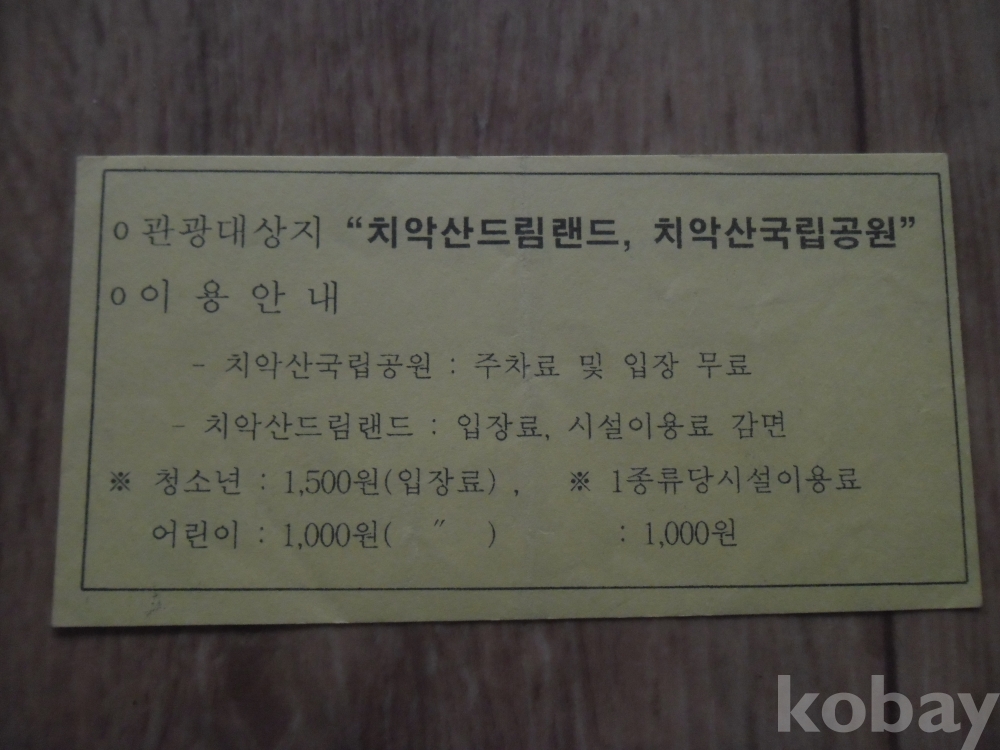 o 관광대상지 “치악산드림랜드, 치악산국립공원”
o 이 용 안 내
- 치악산국립공원 : 주차료 및 입장 무료
- 치악산드림랜드 : 입장료, 시설이용료 감면
※ 청소년 : 1,500원(입장료) , ※ 1종류당시설이용료
어린이 : 1,000원( 〃 ) : 1,000원
kobay